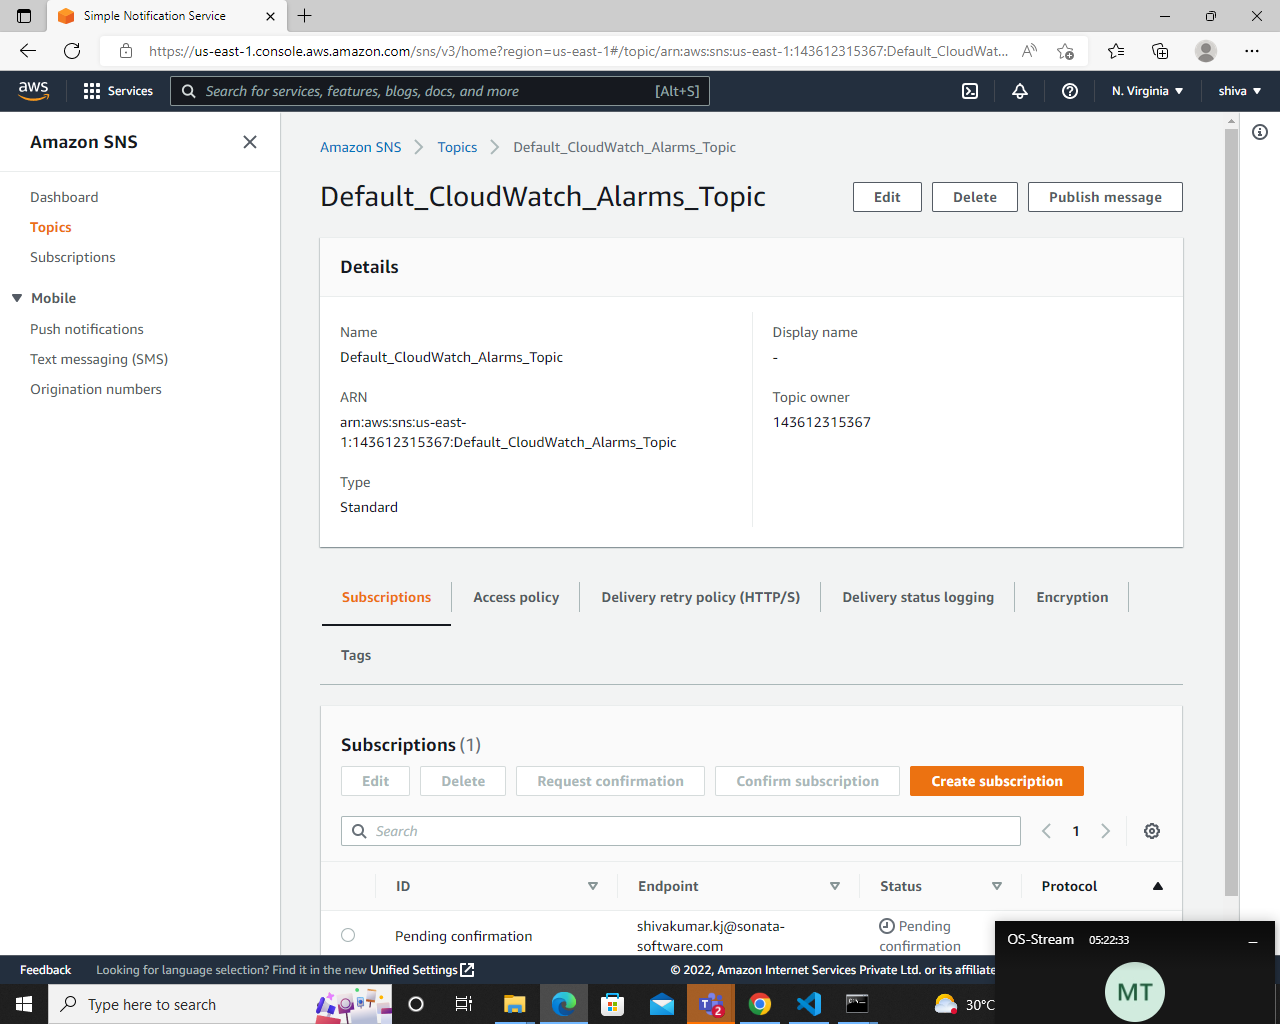 Simple Notification Service
https://us-east-1.console.aws.amazon.com/sns/v3/home?region=us-east-1#/topic/arn:aws:sns:us-east-1:143612315367:Default_CloudWat...
aws
Services
Search for services, features, blogs, docs, and more
[Alt+S]
N. Virginia
shiva
Amazon SNS
Dashboard
Topics
Subscriptions
Mobile
Push notifications
Text messaging (SMS)
Origination numbers
Amazon SNS
Topics
Default_CloudWatch_Alarms_Topic
Default_CloudWatch_Alarms_Topic
Edit
Delete
Publish message
Details
Name
Default_CloudWatch_Alarms_Topic
ARN
arn:aws:sns:us-east-
1:143612315367:Default_CloudWatch_Alarms_Topic
Type
Standard
Display name
-
Topic owner
143612315367
Subscriptions
Access policy
Delivery retry policy (HTTP/S)
Delivery status logging
Encryption
Tags
Subscriptions (1)
Edit
Delete
Request confirmation
Confirm subscription
Create subscription
Search
1
ID
Endpoint
Status
Protocol
Pending confirmation
shivakumar.kj@sonata-
software.com
Pending
confirmation
OS-Stream
05:22:33
MT
Feedback
Looking for language selection? Find it in the new Unified Settings
© 2022, Amazon Internet Services Private Ltd. or its affiliate
Type here to search
2
30°C